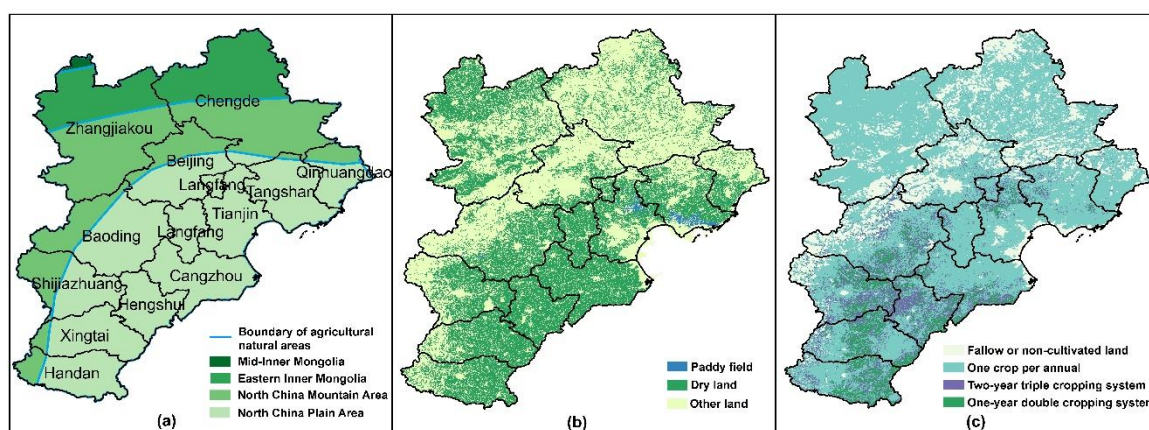 Chengde
Zhangjiakou
Beijing
Qinhuangdao
Langfang
Tangshan
Tianjin
Baoding
Langfang
Cangzhou
Shijiazhuang
Hengshui
Xingtai
Handan
Boundary of agricultural
natural areas
Mid-Inner Mongolia
Eastern Inner Mongolia
North China Mountain Area
North China Plain Area
(a)
Paddy field
Dry land
Other land
(b)
Fallow or non-cultivated land
One crop per annual
Two-year triple cropping system
One-year double cropping system
(c)